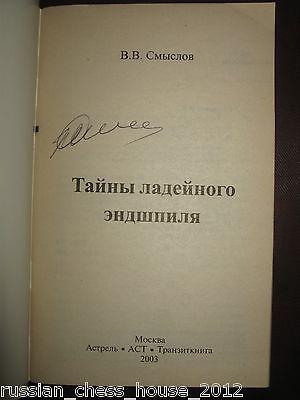 В.В. Смыслов
Тайны ладейного
эндшпиля
Москва
Астрель • АСТ • Транзиткнига
2003
russian_chess_house_2012